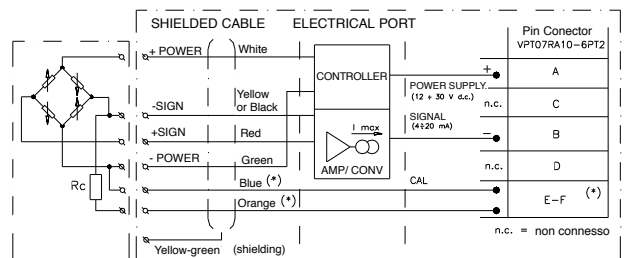 SHIELDED CABLE ELECTRICAL PORT
Pin Conector
VPT07RA10-6PT2
+ POWER White
CONTROLLER
+
A
POWER SUPPLY
(12 ÷ 30 V d.c.)
Yellow
or Black
-SIGN
n.c.
C
SIGNAL
(4÷20 mA)
+SIGN Red
I max
–
B
- POWER Green
AMP/ CONV
n.c.
D
Rc
Blue (*)
CAL
E-F (*)
Orange (*)
n.c. = non connesso
Yellow-green (shielding)